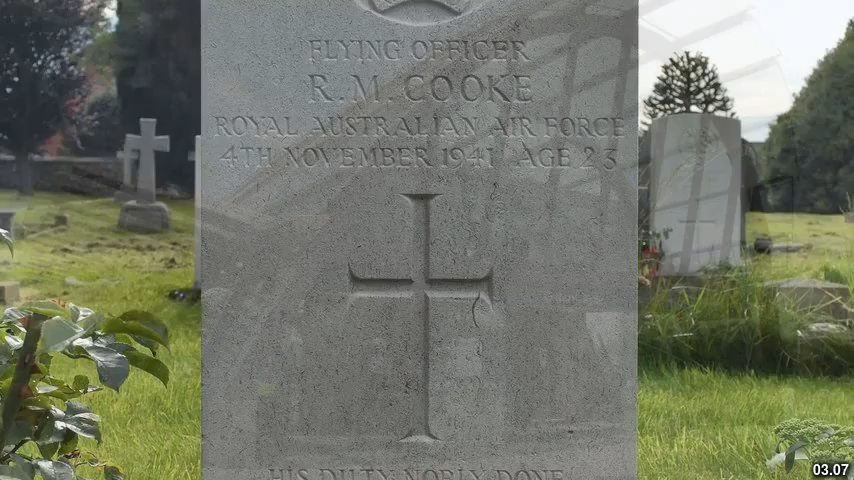 FLYING OFFICER
R. M. COOKE
ROYAL AUSTRALIAN AIR FORCE
4TH NOVEMBER 1941 AGE 23
HIS DUTY NOBLY DONE
03.07